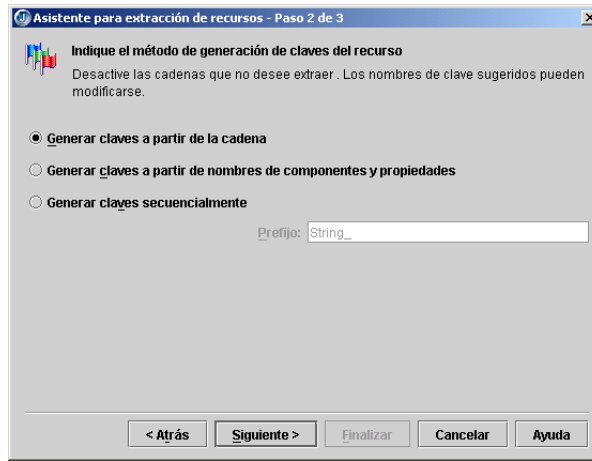 Asistente para extracción de recursos - Paso 2 de 3
Indique el método de generación de claves del recurso
Desactive las cadenas que no desee extraer . Los nombres de clave sugeridos pueden
modificarse.
Generar claves a partir de la cadena
Generar claves a partir de nombres de componentes y propiedades
Generar claves secuencialmente
Prefijo: String_
< Atrás Siguiente > Finalizar Cancelar Ayuda